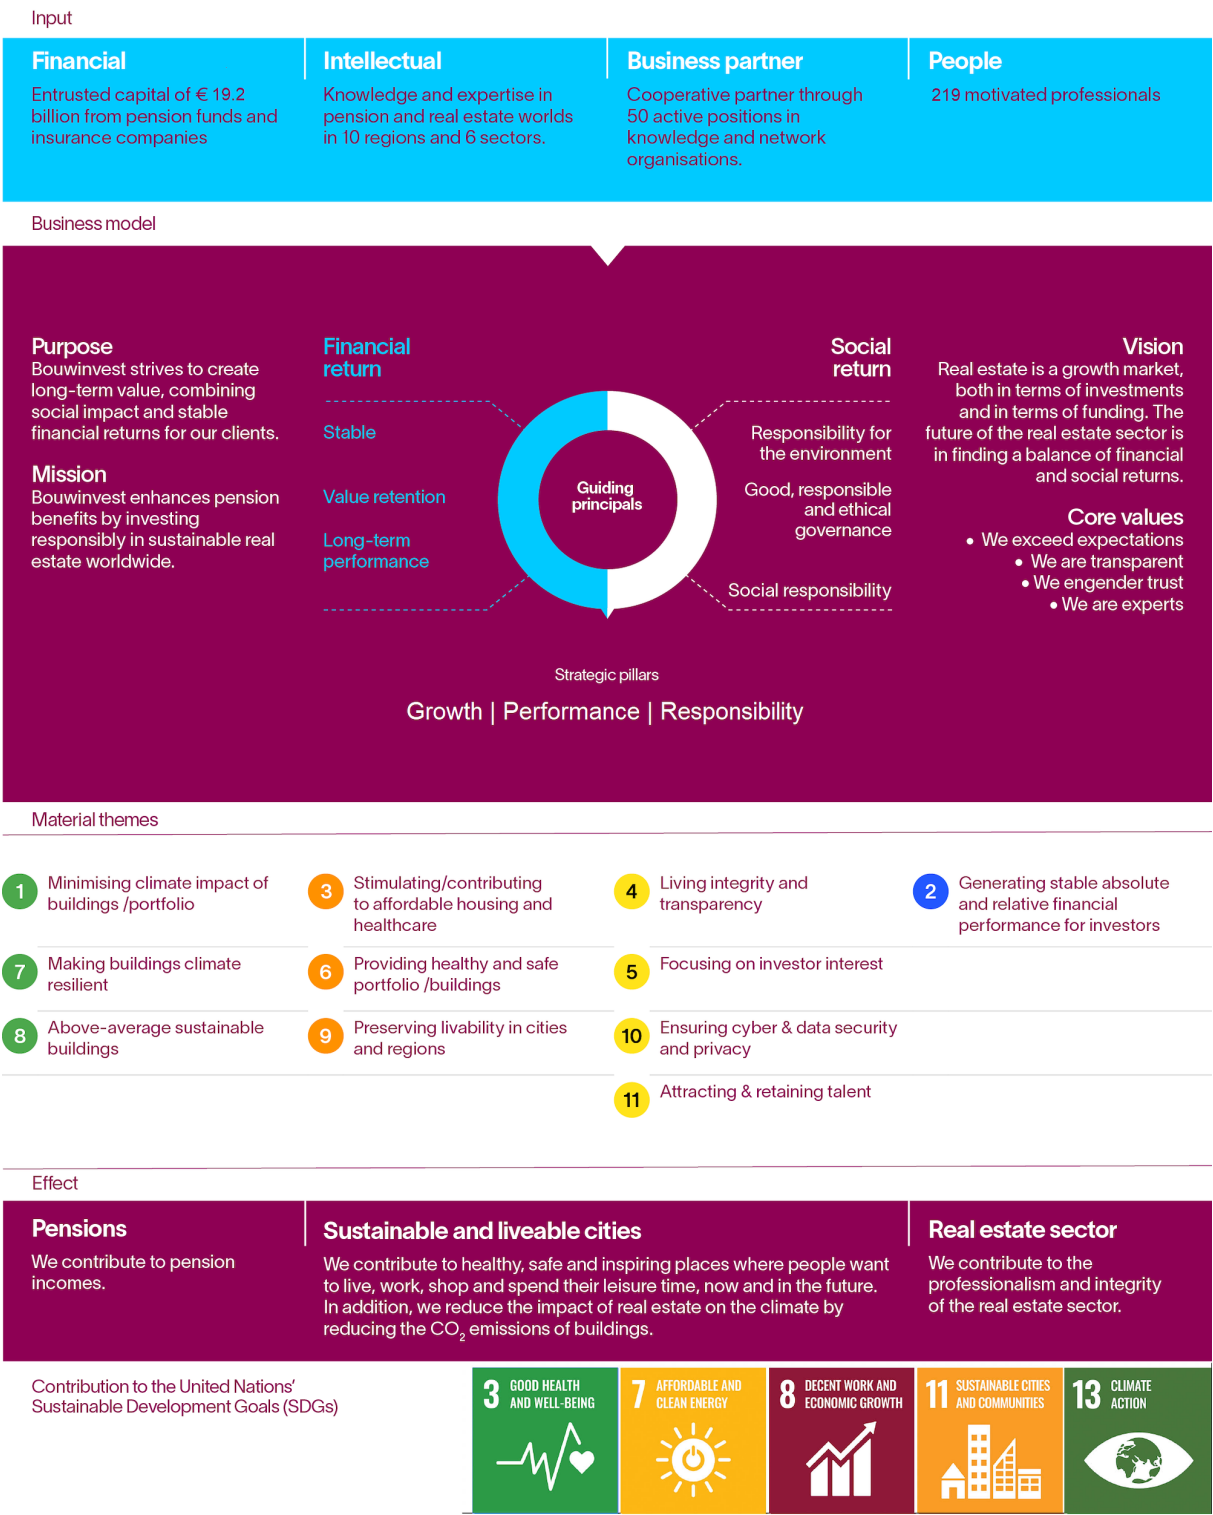 Input
Financial
Entrusted capital of € 19.2
billion from pension funds and
insurance companies
Intellectual
Knowledge and expertise in
pension and real estate worlds
in 10 regions and 6 sectors.
Business partner
Cooperative partner through
50 active positions in
knowledge and network
organisations.
People
219 motivated professionals
Business model
Purpose
Bouwinvest strives to create
long-term value, combining
social impact and stable
financial returns for our clients.
Mission
Bouwinvest enhances pension
benefits by investing
responsibly in sustainable real
estate worldwide.
Financial
return
Stable
Value retention
Long-term
performance
Guiding
principals
Social
return
Responsibility for
the environment
Good, responsible
and ethical
governance
Social responsibility
Vision
Real estate is a growth market,
both in terms of investments
and in terms of funding. The
future of the real estate sector is
in finding a balance of financial
and social returns.
Core values
• We exceed expectations
• We are transparent
• We engender trust
• We are experts
Strategic pillars
Growth | Performance | Responsibility
Material themes
1 Minimising climate impact of
buildings /portfolio
3 Stimulating/contributing
to affordable housing and
healthcare
4 Living integrity and
transparency
2 Generating stable absolute
and relative financial
performance for investors
7 Making buildings climate
resilient
6 Providing healthy and safe
portfolio /buildings
5 Focusing on investor interest
8 Above-average sustainable
buildings
9 Preserving livability in cities
and regions
10 Ensuring cyber & data security
and privacy
11 Attracting & retaining talent
Effect
Pensions
We contribute to pension
incomes.
Sustainable and liveable cities
We contribute to healthy, safe and inspiring places where people want
to live, work, shop and spend their leisure time, now and in the future.
In addition, we reduce the impact of real estate on the climate by
reducing the CO₂ emissions of buildings.
Real estate sector
We contribute to the
professionalism and integrity
of the real estate sector.
Contribution to the United Nations'
Sustainable Development Goals (SDGs)
3 GOOD HEALTH
AND WELL-BEING
7 AFFORDABLE AND
CLEAN ENERGY
8 DECENT WORK AND
ECONOMIC GROWTH
11 SUSTAINABLE CITIES
AND COMMUNITIES
13 CLIMATE
ACTION